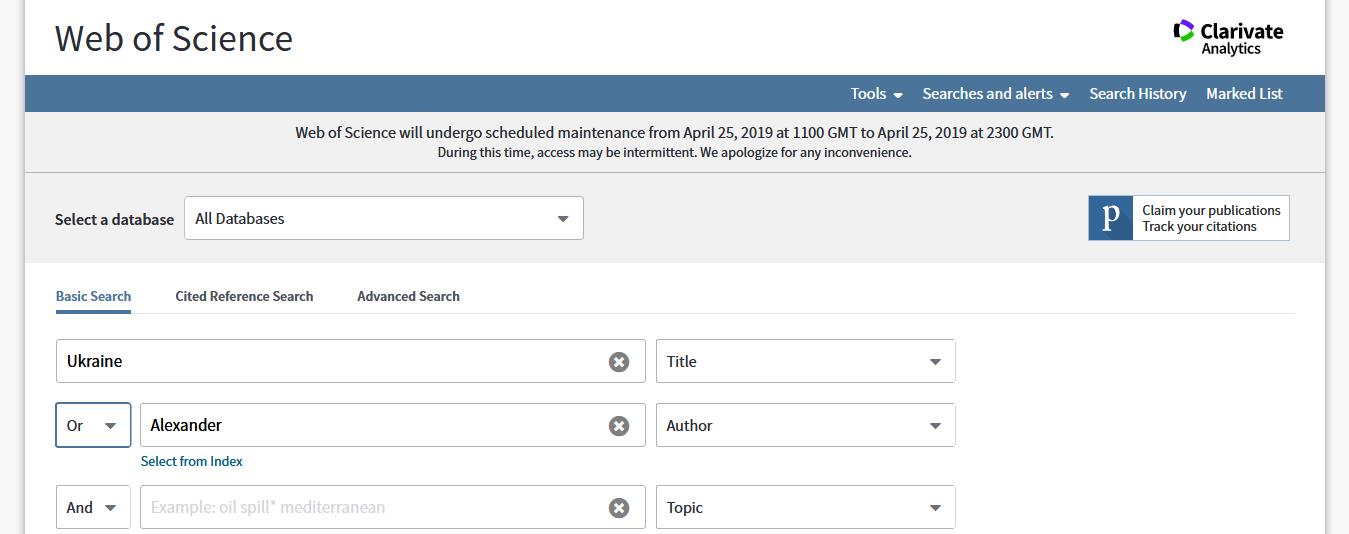 Web of Science
Clarivate
Analytics
Tools
Searches and alerts
Search History
Marked List
Web of Science will undergo scheduled maintenance from April 25, 2019 at 1100 GMT to April 25, 2019 at 2300 GMT.
During this time, access may be intermittent. We apologize for any inconvenience.
Select a database
All Databases
p
Claim your publications
Track your citations
Basic Search
Cited Reference Search
Advanced Search
Ukraine
Title
Or
Alexander
Author
Select from Index
And
Example: oil spill* mediterranean
Topic